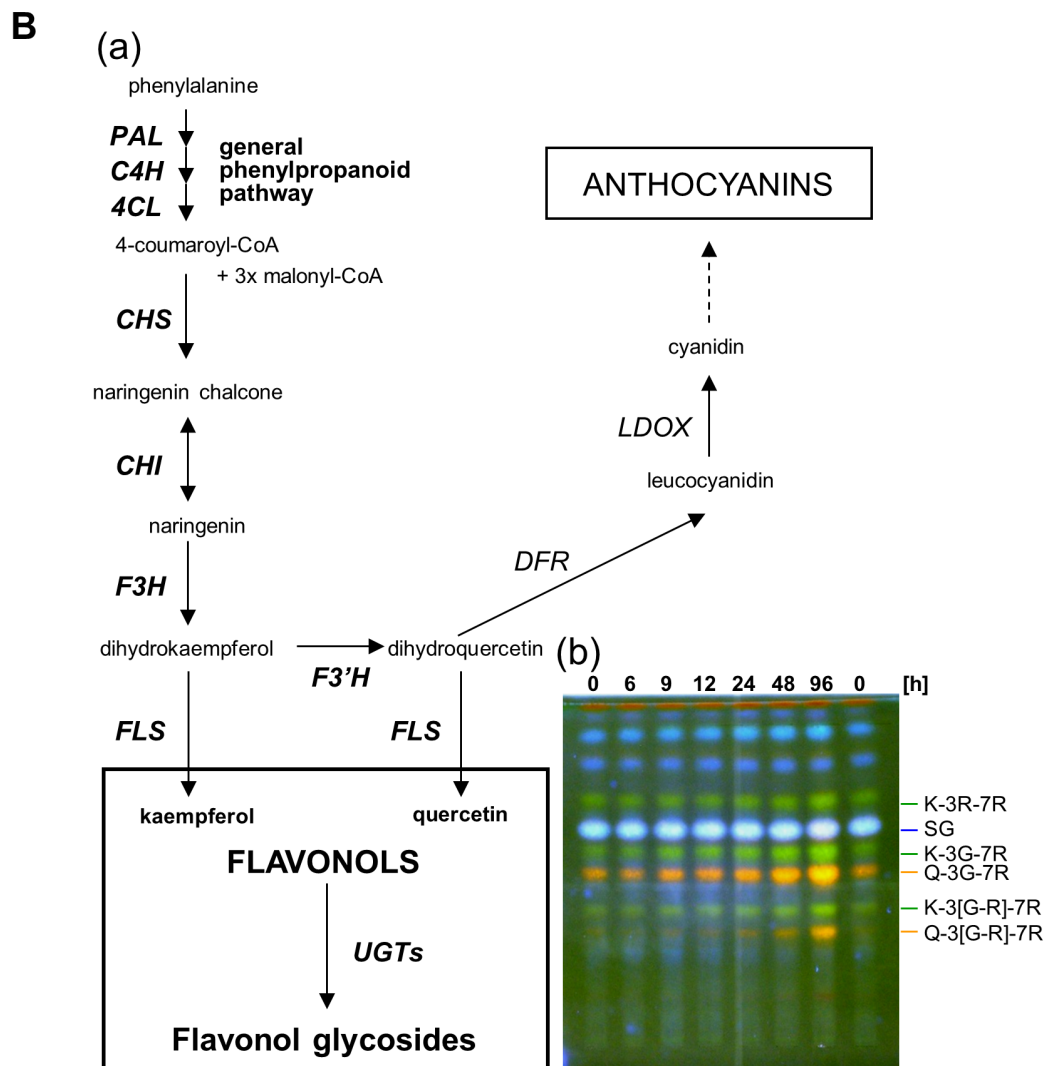 B
(a)
phenylalanine
PAL
C4H
4CL
general
phenylpropanoid
pathway
4-coumaroyl-CoA
+ 3x malonyl-CoA
CHS
naringenin chalcone
CHI
naringenin
F3H
dihydrokaempferol
F3’H
dihydroquercetin
DFR
leucocyanidin
LDOX
cyanidin
ANTHOCYANINS
FLS
FLS
kaempferol
quercetin
FLAVONOLS
UGTs
Flavonol glycosides
(b)
0 6 9 12 24 48 96 0 [h]
K-3R-7R
SG
K-3G-7R
Q-3G-7R
K-3[G-R]-7R
Q-3[G-R]-7R